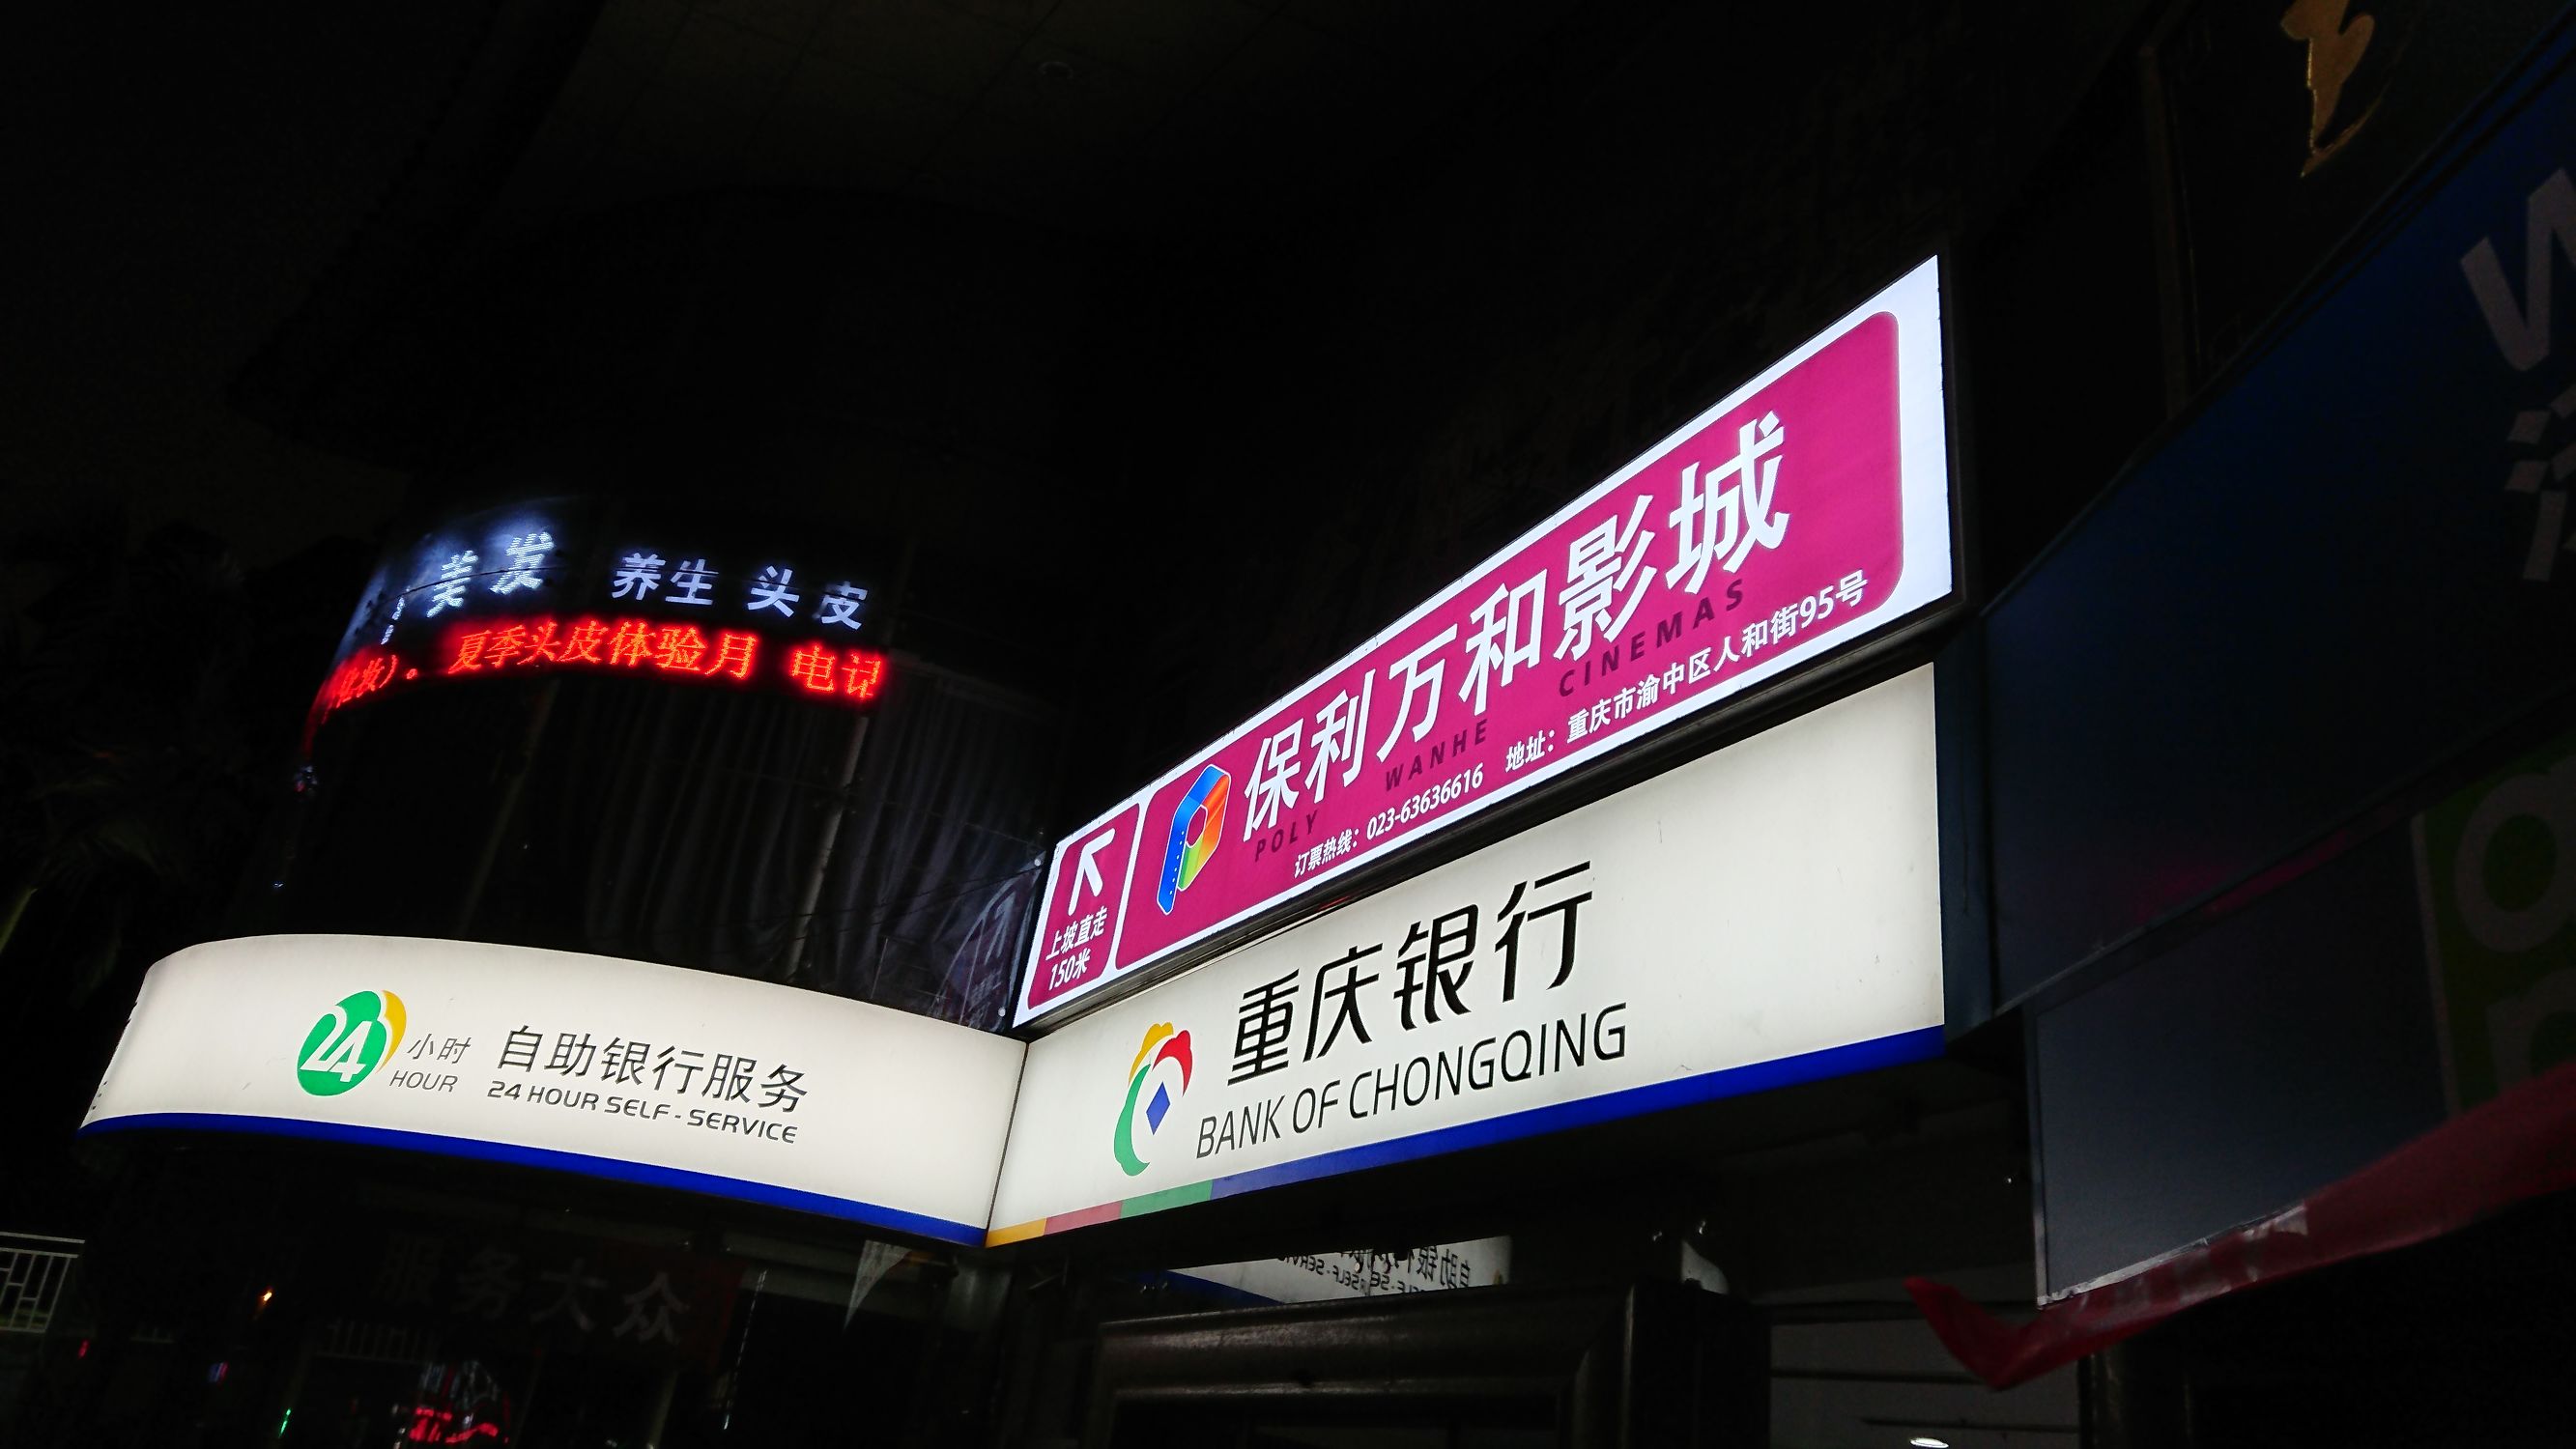 美发 养生 头皮
夏季头皮体验月 电记
保利万和影城
POLY WANHE CINEMAS
订票热线：023-63636616 地址：重庆市渝中区人和街95号
上坡直走
150米
重庆银行
BANK OF CHONGQING
24小时
HOUR
自助银行服务
24 HOUR SELF-SERVICE
服务大众